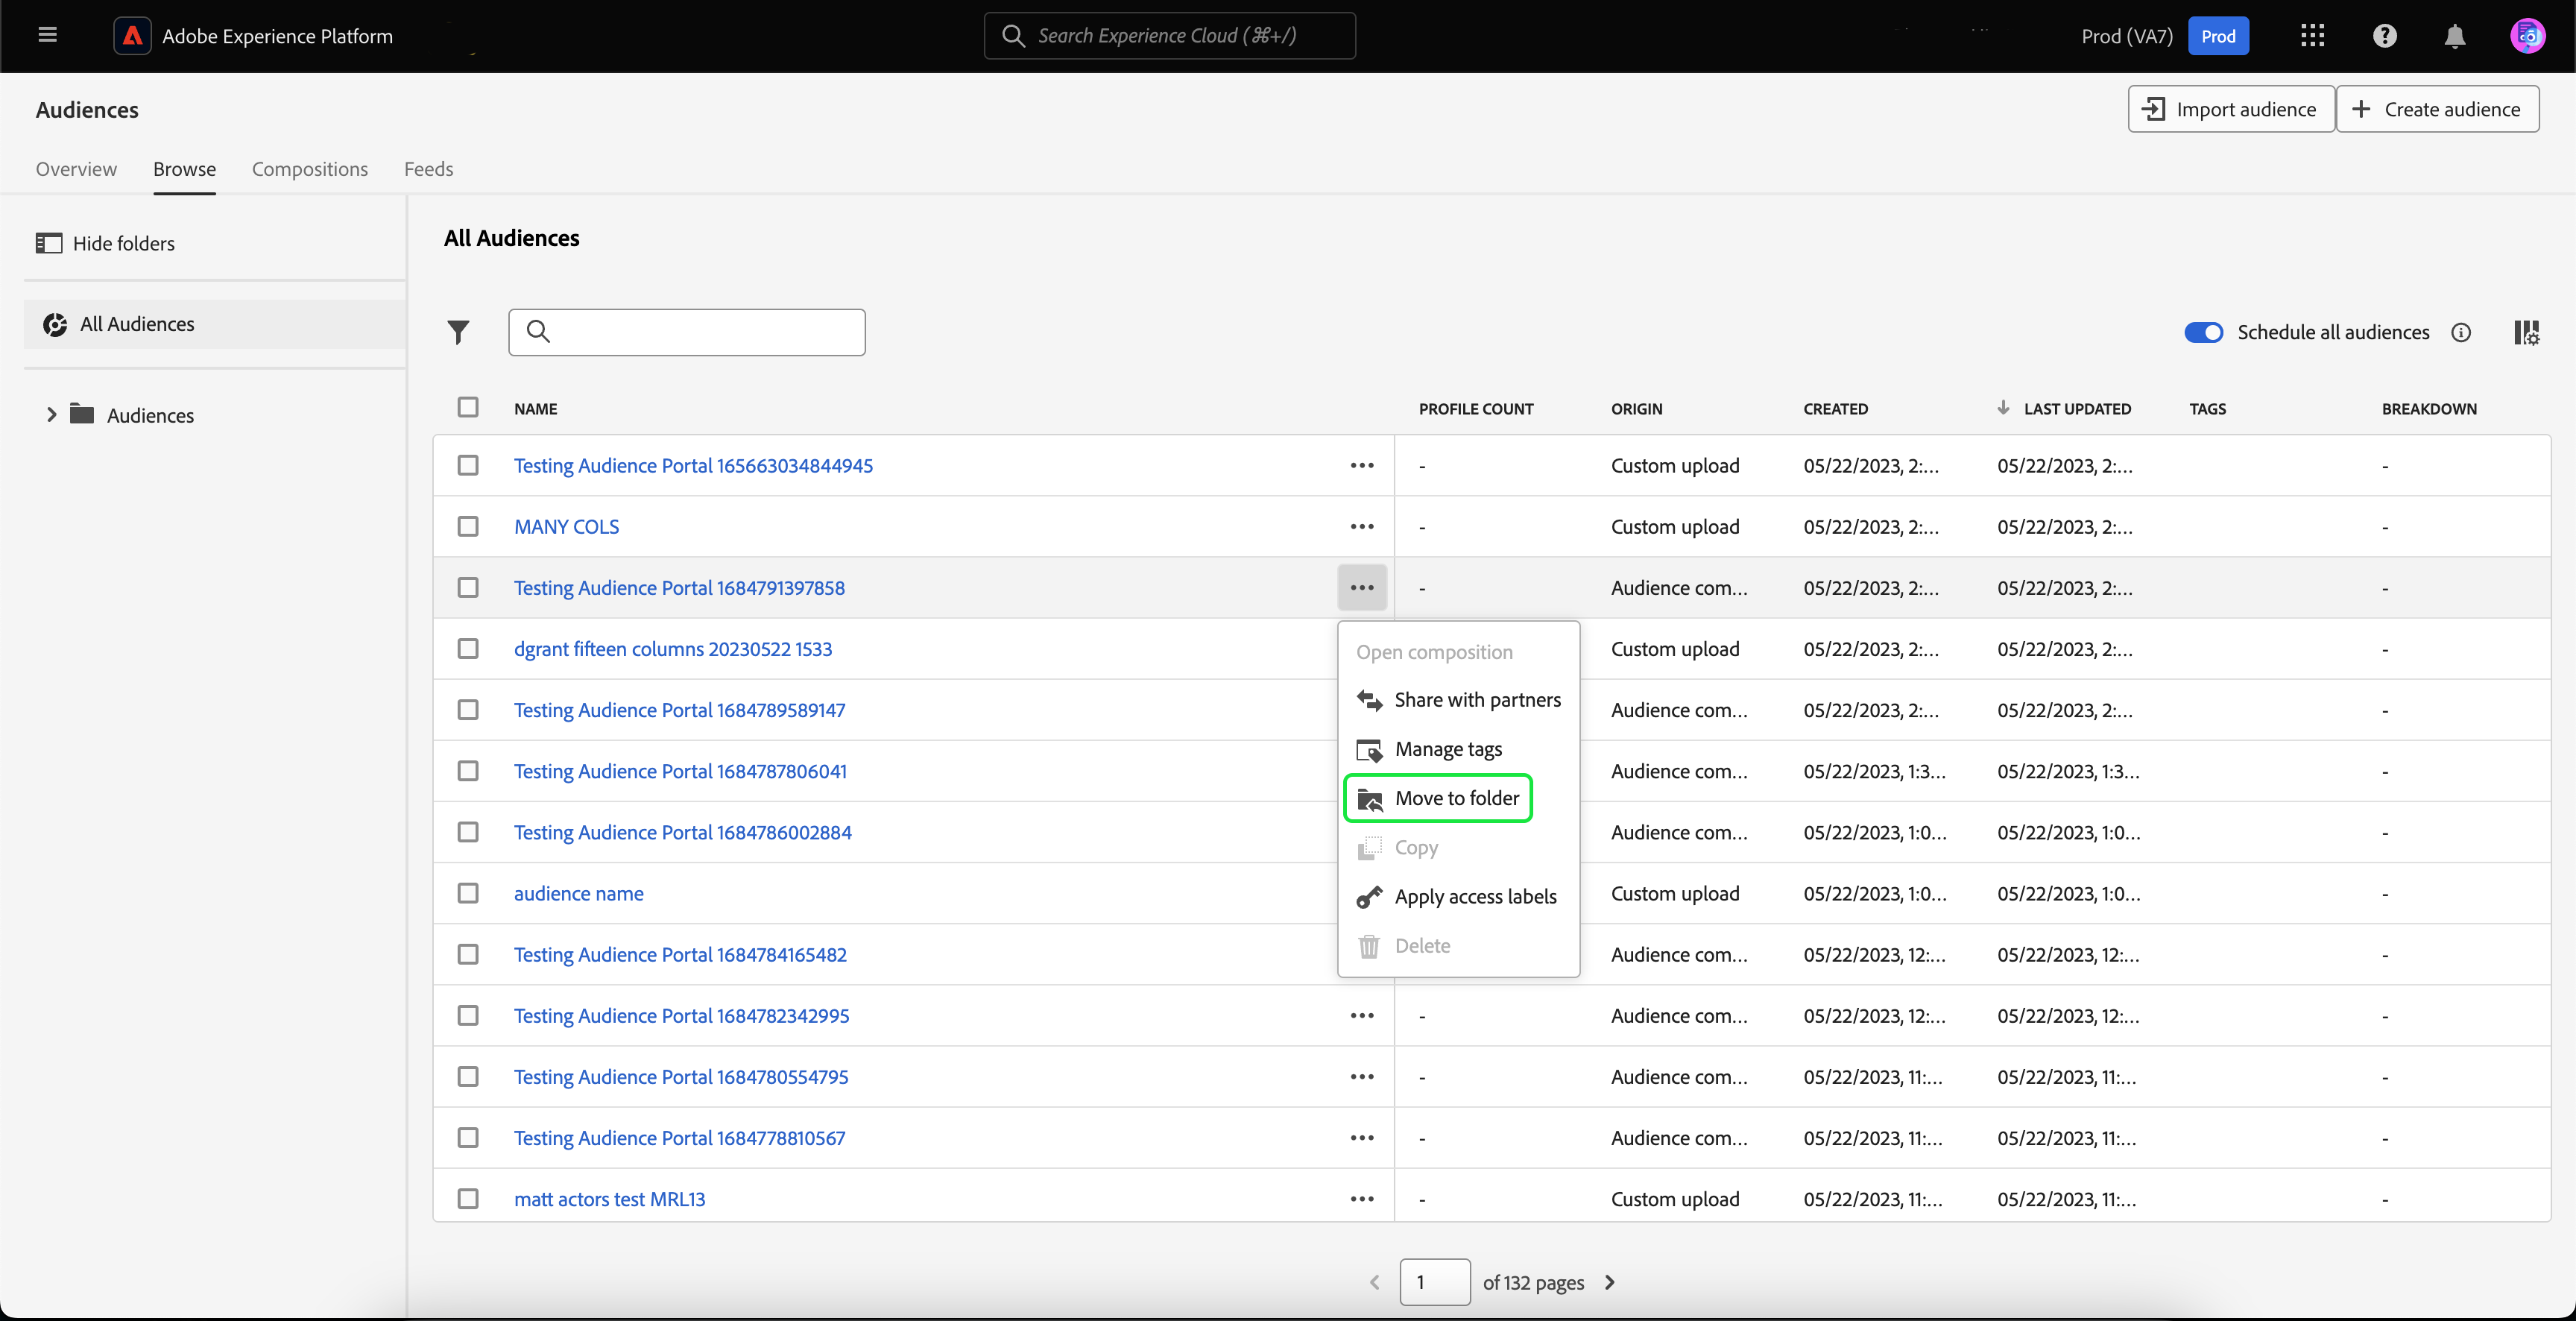 Adobe Experience Platform
Search Experience Cloud (⌘+/)
Prod (VA7)
Prod
Audiences
Import audience
Create audience
Overview
Browse
Compositions
Feeds
Hide folders
All Audiences
Audiences
All Audiences
Schedule all audiences
NAME PROFILE COUNT ORIGIN CREATED LAST UPDATED TAGS BREAKDOWN
Testing Audience Portal 165663034844945 - Custom upload 05/22/2023, 2:... 05/22/2023, 2:... -
MANY COLS - Custom upload 05/22/2023, 2:... 05/22/2023, 2:... -
Testing Audience Portal 1684791397858 - Audience com... 05/22/2023, 2:... 05/22/2023, 2:... -
dgrant fifteen columns 20230522 1533 Custom upload 05/22/2023, 2:... 05/22/2023, 2:... -
Testing Audience Portal 1684789589147 Audience com... 05/22/2023, 2:... 05/22/2023, 2:... -
Testing Audience Portal 1684787806041 Audience com... 05/22/2023, 1:3... 05/22/2023, 1:3... -
Testing Audience Portal 1684786002884 Audience com... 05/22/2023, 1:0... 05/22/2023, 1:0... -
audience name Custom upload 05/22/2023, 1:0... 05/22/2023, 1:0... -
Testing Audience Portal 1684784165482 Audience com... 05/22/2023, 12:... 05/22/2023, 12:... -
Testing Audience Portal 1684782342995 - Audience com... 05/22/2023, 12:... 05/22/2023, 12:... -
Testing Audience Portal 1684780554795 - Audience com... 05/22/2023, 11:... 05/22/2023, 11:... -
Testing Audience Portal 1684778810567 - Audience com... 05/22/2023, 11:... 05/22/2023, 11:... -
matt actors test MRL13 - Custom upload 05/22/2023, 11:... 05/22/2023, 11:... -
Open composition
Share with partners
Manage tags
Move to folder
Copy
Apply access labels
Delete
1 of 132 pages